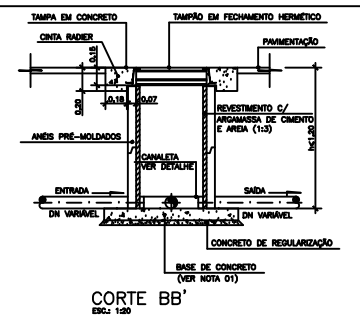 TAMPA EM CONCRETO
TAMPÃO EM FECHAMENTO HERMÉTICO
CINTA RADIER
PAVIMENTAÇÃO
0,15
0,20
0,18
0,07
REVESTIMENTO C/
ARGAMASSA DE CIMENTO
E AREIA (1:3)
ANÉIS PRÉ-MOLDADOS
h≤1,20
CANALETA
VER DETALHE
ENTRADA
SAÍDA
DN VARIÁVEL
DN VARIÁVEL
CONCRETO DE REGULARIZAÇÃO
BASE DE CONCRETO
(VER NOTA 01)
CORTE BB'
ESC.: 1:20